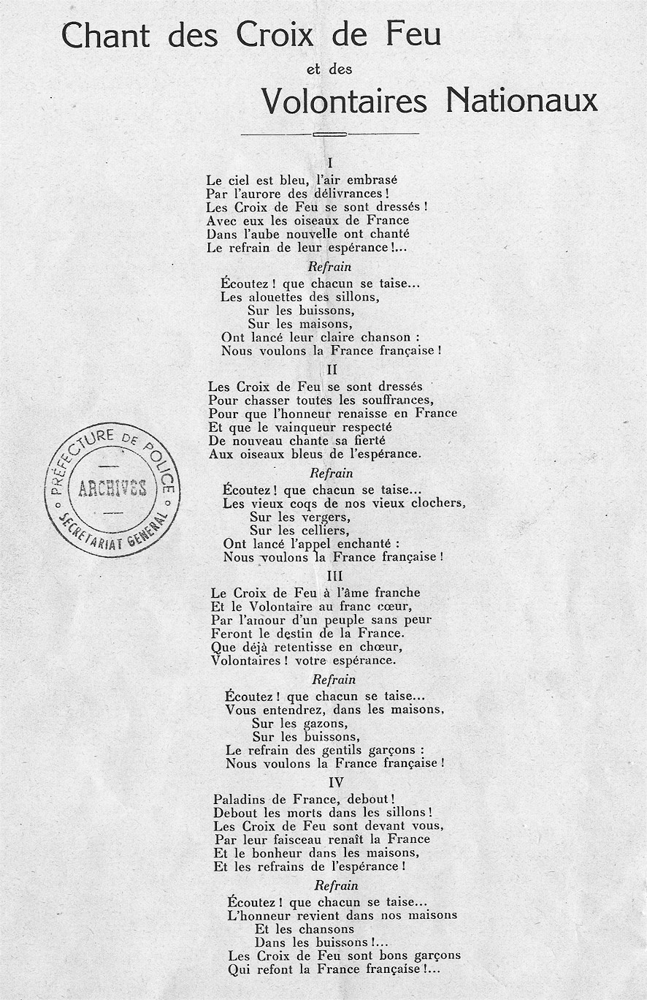 Chant des Croix de Feu
et des
Volontaires Nationaux
I
Le ciel est bleu, l'air embrasé
Par l'aurore des délivrances !
Les Croix de Feu se sont dressés !
Avec eux les oiseaux de France
Dans l'aube nouvelle ont chanté
Le refrain de leur espérance !...
Refrain
Écoutez ! que chacun se taise...
Les alouettes des sillons,
Sur les buissons,
Sur les maisons,
Ont lancé leur claire chanson :
Nous voulons la France française !
II
Les Croix de Feu se sont dressés
Pour chasser toutes les souffrances,
Pour que l'honneur renaisse en France
Et que le vainqueur respecté
De nouveau chante sa fierté
Aux oiseaux bleus de l'espérance.
Refrain
Écoutez ! que chacun se taise...
Les vieux coqs de nos vieux clochers,
Sur les vergers,
Sur les celliers,
Ont lancé l'appel enchanté :
Nous voulons la France française !
III
Le Croix de Feu à l'âme franche
Et le Volontaire au franc cœur,
Par l'amour d'un peuple sans peur
Feront le destin de la France.
Que déjà retentisse en chœur,
Volontaires ! votre espérance.
Refrain
Écoutez ! que chacun se taise...
Vous entendrez, dans les maisons,
Sur les gazons,
Sur les buissons,
Le refrain des gentils garçons :
Nous voulons la France française !
IV
Paladins de France, debout !
Debout les morts dans les sillons !
Les Croix de Feu sont devant vous,
Par leur faisceau renaît la France
Et le bonheur dans les maisons,
Et les refrains de l'espérance !
Refrain
Écoutez ! que chacun se taise...
L'honneur revient dans nos maisons
Et les chansons
Dans les buissons !...
Les Croix de Feu sont bons garçons
Qui refont la France française !...
PRÉFECTURE DE POLICE
ARCHIVES
SECRETARIAT GENERAL